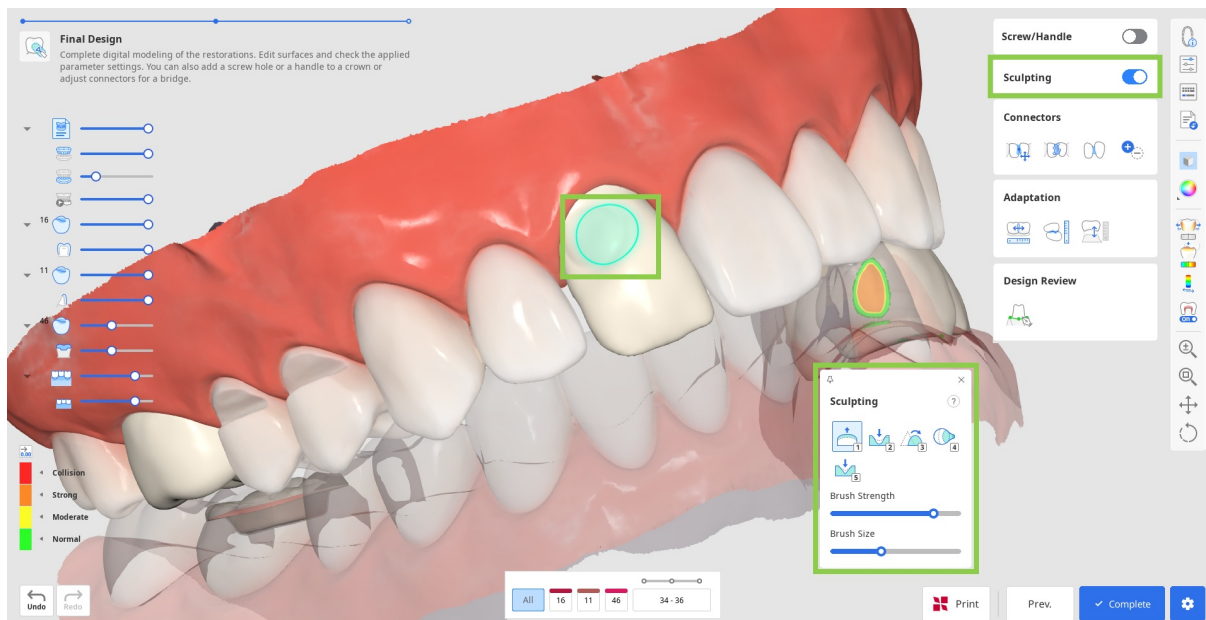 Final Design
Complete digital modeling of the restorations. Edit surfaces and check the applied
parameter settings. You can also add a screw hole or a handle to a crown or
adjust connectors for a bridge.
16
11
46
0.00
Collision
Strong
Moderate
Normal
Undo
Redo
All
16
11
46
34 - 36
Screw/Handle
Sculpting
Connectors
Adaptation
Design Review
Sculpting
?
1
2
3
4
5
Brush Strength
Brush Size
Print
Prev.
Complete
ON